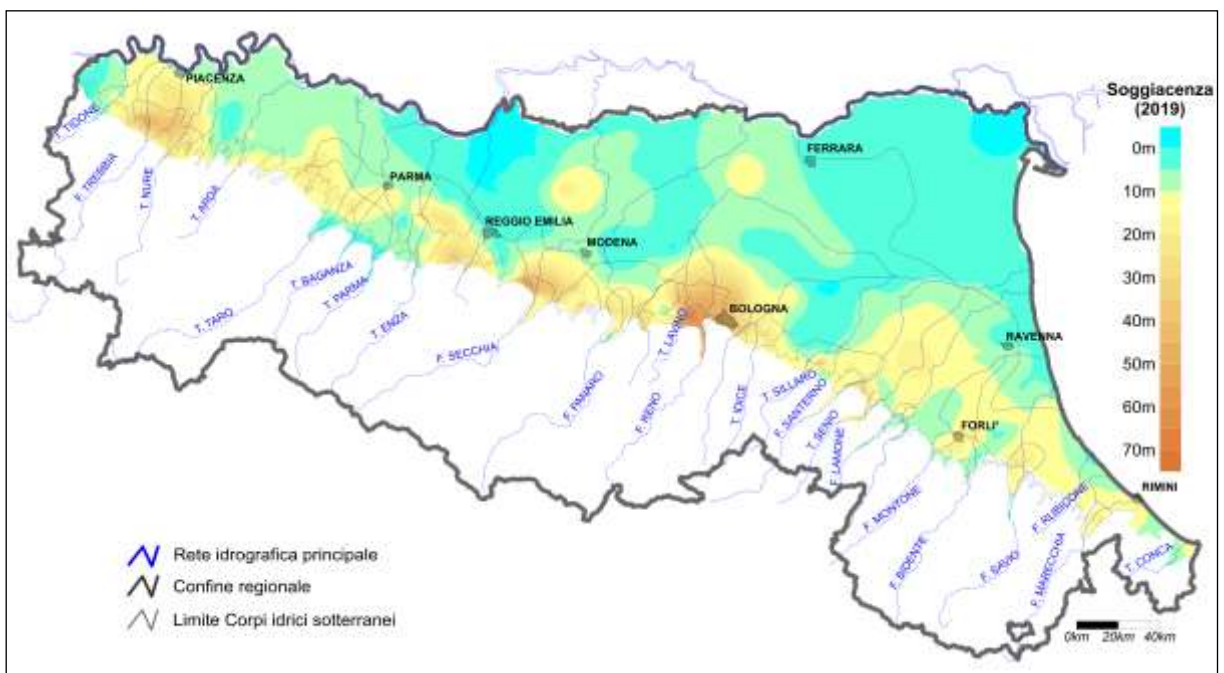 Soggiacenza
(2019)
0m
10m
20m
30m
40m
50m
60m
70m
PIACENZA
T. TIDONE
F. TREBBIA
T. NURE
T. ARDA
PARMA
REGGIO EMILIA
MODENA
FERRARA
BOLOGNA
RAVENNA
FORLI'
RIMINI
T. TARO
T. BAGANZA
T. PARMA
T. ENZA
F. SECCHIA
F. PANARO
F. RENO
T. LAVINO
T. IDICE
T. SILLARO
F. SANTERNO
T. SENIO
F. LAMONE
F. MONTONE
F. BIDENTE
F. SAVIO
F. RUBICONE
F. MARECCHIA
T. CONCA
Rete idrografica principale
Confine regionale
Limite Corpi idrici sotterranei
0km 20km 40km